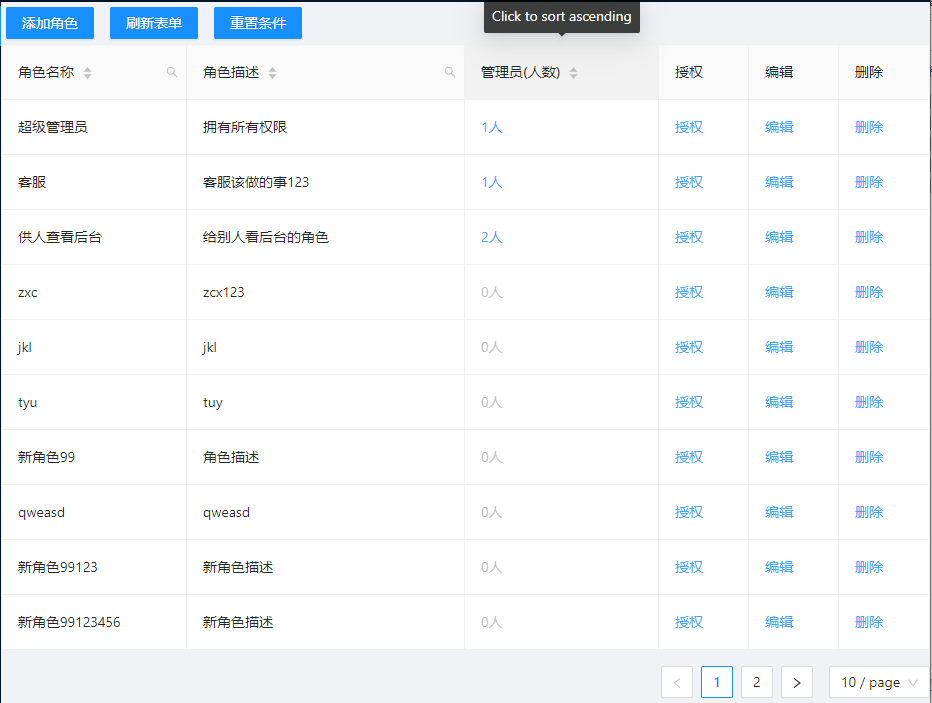 添加角色 刷新表单 重置条件 Click to sort ascending
角色名称 角色描述 管理员(人数) 授权 编辑 删除
超级管理员 拥有所有权限 1人 授权 编辑 删除
客服 客服该做的事123 1人 授权 编辑 删除
供人查看后台 给别人看后台的角色 2人 授权 编辑 删除
zxc zcx123 0人 授权 编辑 删除
jkl jkl 0人 授权 编辑 删除
tyu tuy 0人 授权 编辑 删除
新角色99 角色描述 0人 授权 编辑 删除
qweasd qweasd 0人 授权 编辑 删除
新角色99123 新角色描述 0人 授权 编辑 删除
新角色99123456 新角色描述 0人 授权 编辑 删除
< 1 2 > 10 / page